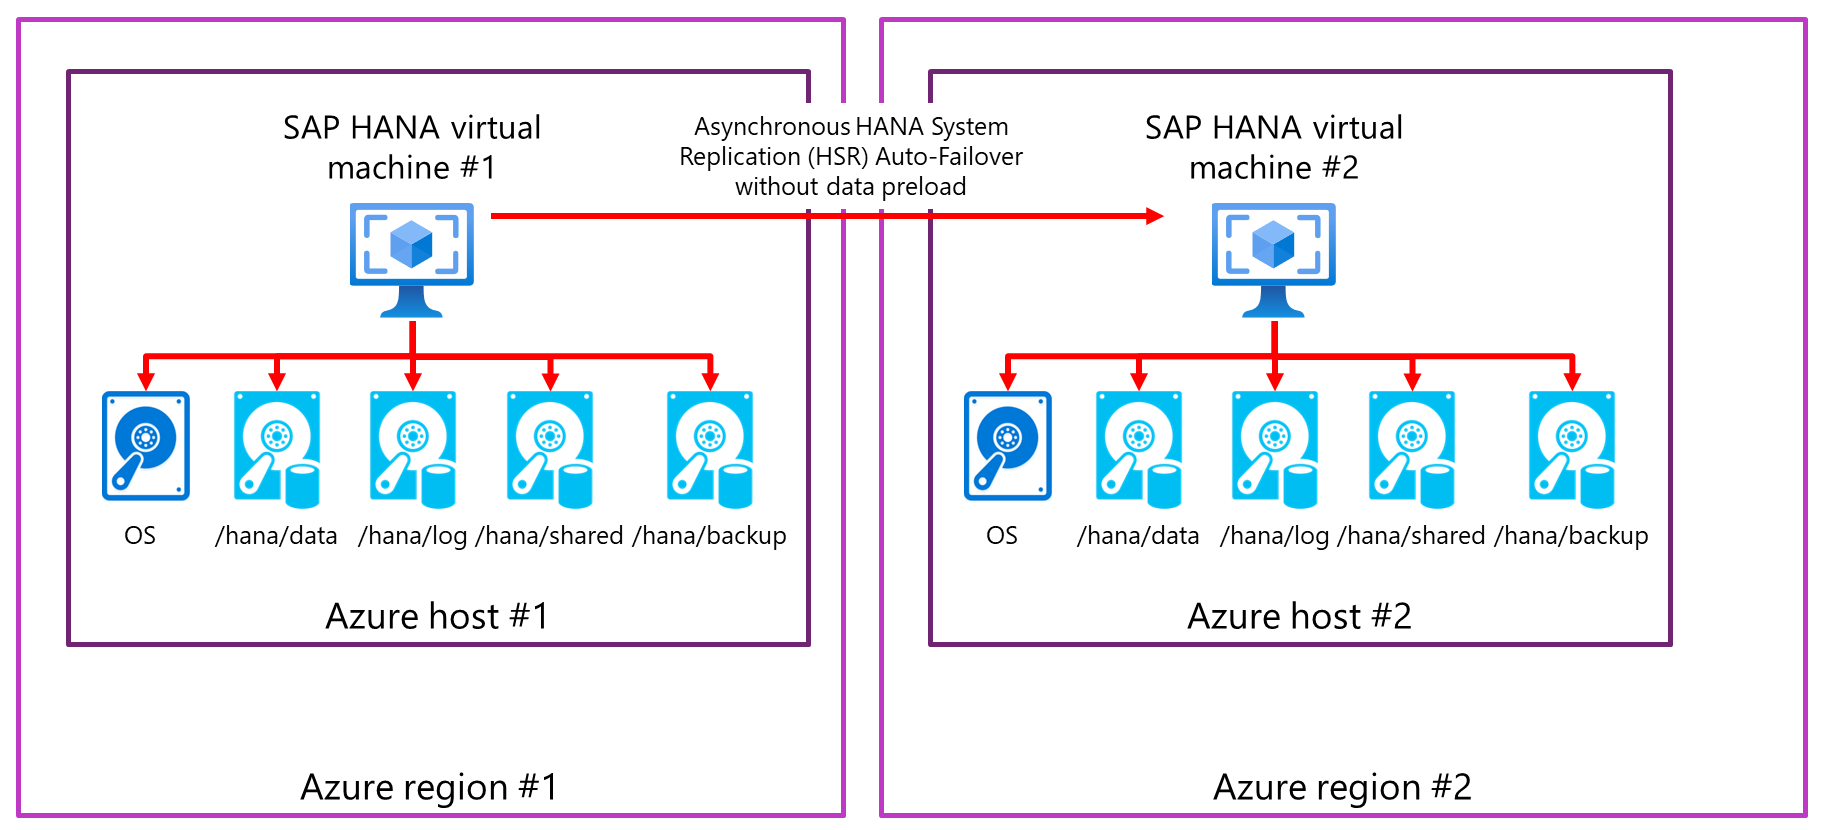 SAP HANA virtual
machine #1
Asynchronous HANA System
Replication (HSR) Auto-Failover
without data preload
SAP HANA virtual
machine #2
OS
/hana/data
/hana/log
/hana/shared
/hana/backup
OS
/hana/data
/hana/log
/hana/shared
/hana/backup
Azure host #1
Azure host #2
Azure region #1
Azure region #2